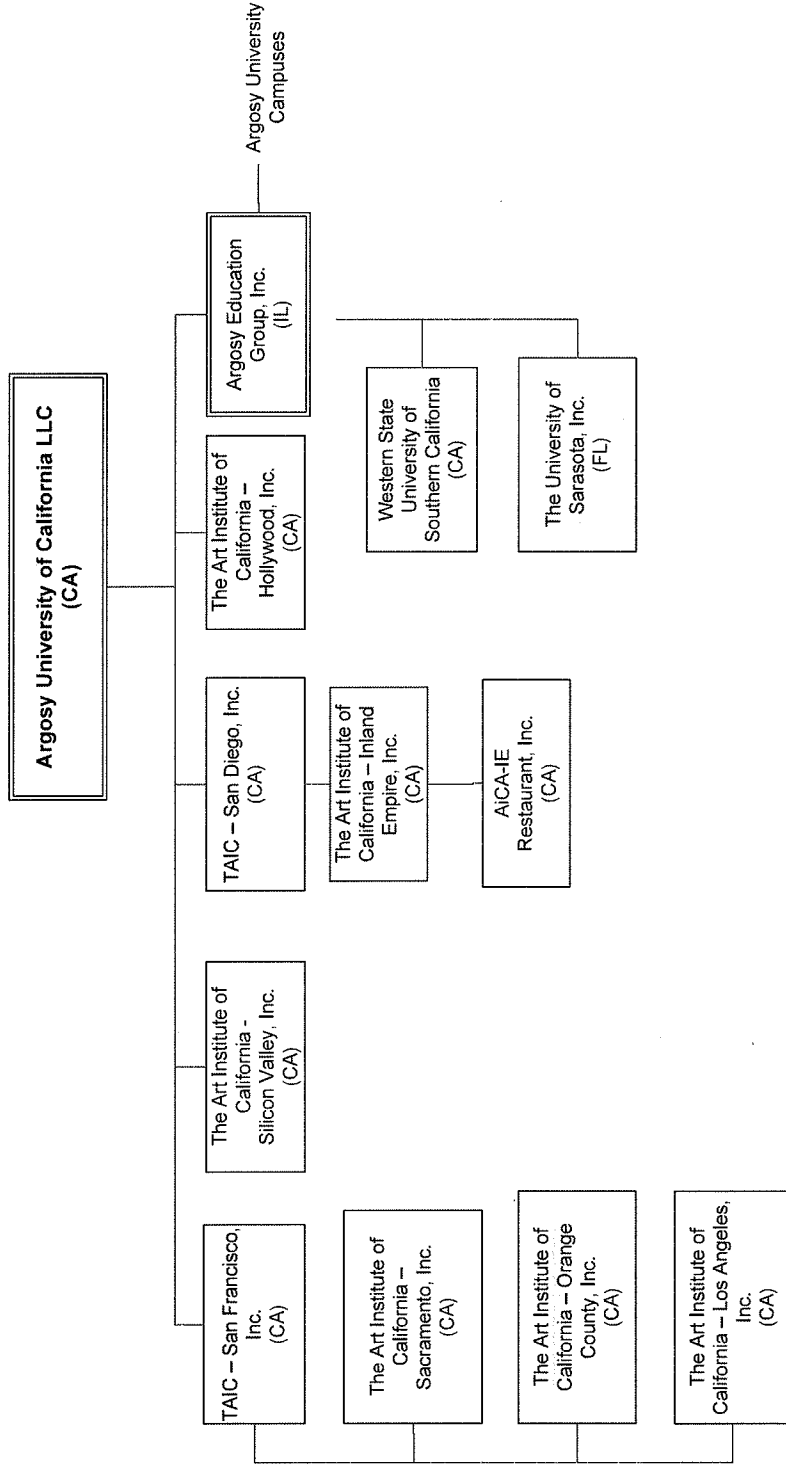 Argosy University of California LLC
(CA)
TAIC – San Francisco,
Inc.
(CA)
The Art Institute of
California -
Silicon Valley, Inc.
(CA)
TAIC – San Diego, Inc.
(CA)
The Art Institute of
California –
Hollywood, Inc.
(CA)
Argosy Education
Group, Inc.
(IL)
Argosy University
Campuses
The Art Institute of
California –
Sacramento, Inc.
(CA)
The Art Institute of
California – Orange
County, Inc.
(CA)
The Art Institute of
California – Los Angeles,
Inc.
(CA)
The Art Institute of
California – Inland
Empire, Inc.
(CA)
AiCA-IE
Restaurant, Inc.
(CA)
Western State
University of
Southern California
(CA)
The University of
Sarasota, Inc.
(FL)